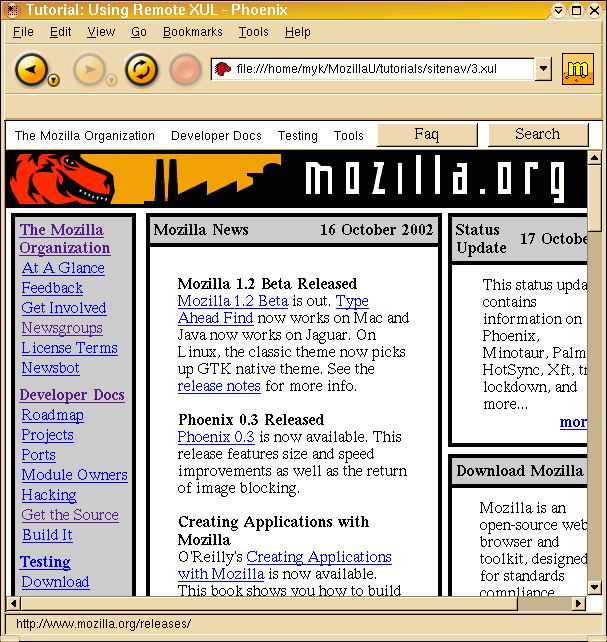 Tutorial: Using Remote XUL - Phoenix
File Edit View Go Bookmarks Tools Help
file:///home/myk/MozillaU/tutorials/sitenav/3.xul
m
The Mozilla Organization Developer Docs Testing Tools Faq Search
mozilla.org
The Mozilla
Organization
At A Glance
Feedback
Get Involved
Newsgroups
License Terms
Newsbot
Developer Docs
Roadmap
Projects
Ports
Module Owners
Hacking
Get the Source
Build It
Testing
Download
Mozilla News 16 October 2002
Mozilla 1.2 Beta Released
Mozilla 1.2 Beta is out. Type
Ahead Find now works on Mac and
Java now works on Jaguar. On
Linux, the classic theme now picks
up GTK native theme. See the
release notes for more info.
Phoenix 0.3 Released
Phoenix 0.3 is now available. This
release features size and speed
improvements as well as the return
of image blocking.
Creating Applications with
Mozilla
O'Reilly's Creating Applications
with Mozilla is now available.
This book shows you how to build
Status
Update 17 Octobe
This status upda
contains
information on
Phoenix,
Minotaur, Palm
HotSync, Xft, tr
lockdown, and
more...
mor
Download Mozilla
Mozilla is an
open-source web
browser and
toolkit, designed
for standards
compliance,
http://www.mozilla.org/releases/